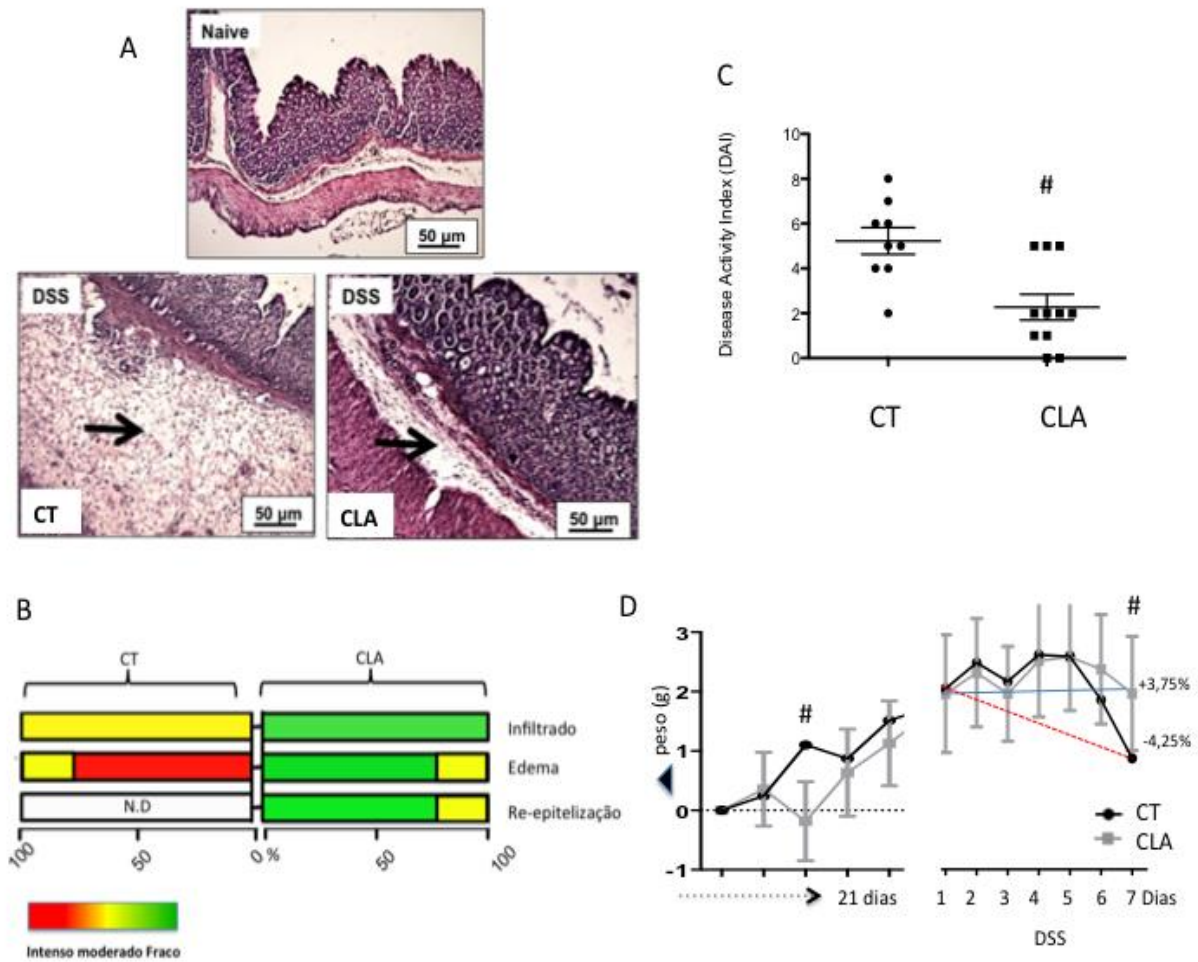 A
Naive
50 µm
DSS
CT
50 µm
DSS
CLA
50 µm
B
CT
CLA
Infiltrado
Edema
N.D
Re-epitelização
100
50
0 %
50
100
Intenso moderado Fraco
C
Disease Activity Index (DAI)
10
8
6
4
2
0
#
CT
CLA
D
peso (g)
3
2
1
0
-1
#
21 dias
#
+3,75%
-4,25%
CT
CLA
1 2 3 4 5 6 7 Dias
DSS